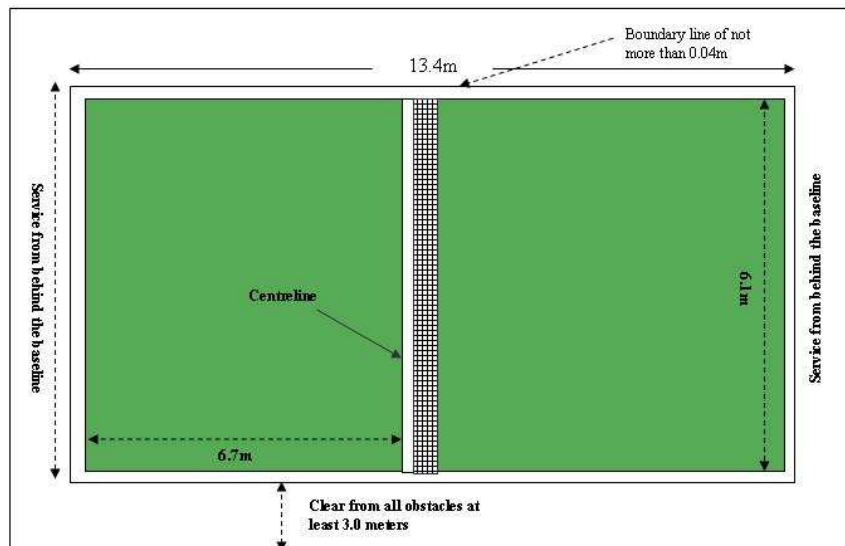 Boundary line of not
more than 0.04m
13.4m
Service from behind the baseline
Service from behind the baseline
6.1m
Centreline
6.7m
Clear from all obstacles at
least 3.0 meters